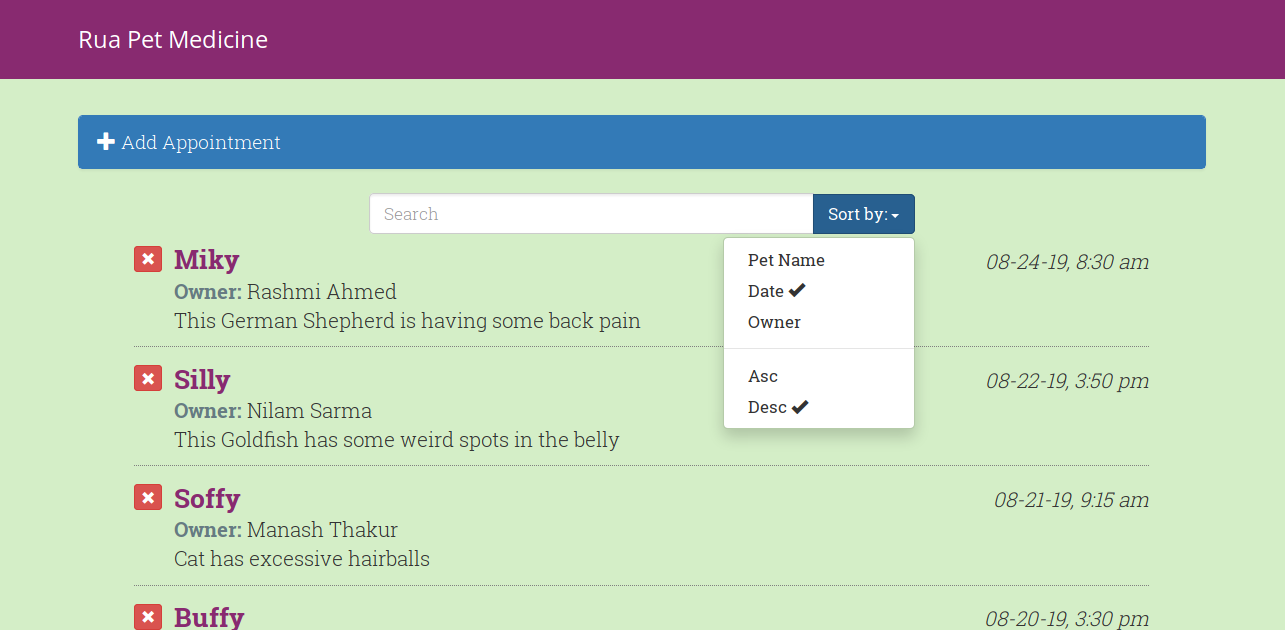 Rua Pet Medicine
Add Appointment
Search
Sort by:
Pet Name
Date
Owner
Asc
Desc
Miky
08-24-19, 8:30 am
Owner: Rashmi Ahmed
This German Shepherd is having some back pain
Silly
08-22-19, 3:50 pm
Owner: Nilam Sarma
This Goldfish has some weird spots in the belly
Soffy
08-21-19, 9:15 am
Owner: Manash Thakur
Cat has excessive hairballs
Buffy
08-20-19, 3:30 pm